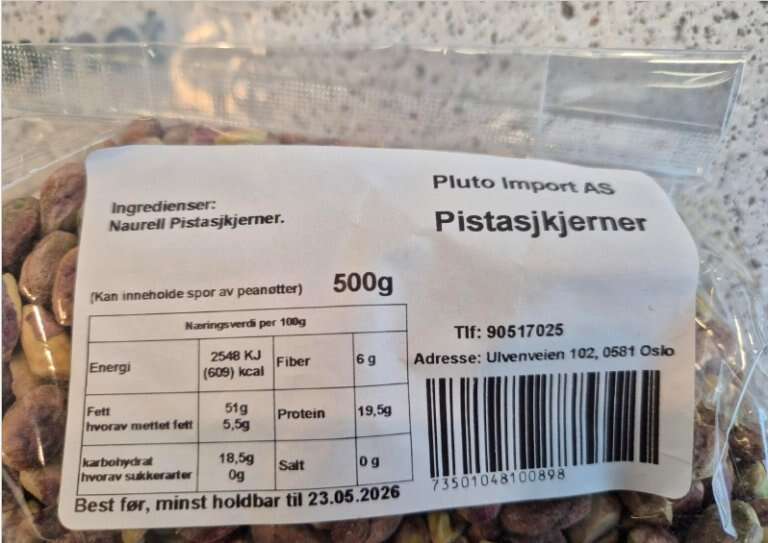 Ingredienser:
Naurell Pistasjkjerner.
(Kan inneholde spor av peanøtter) 500g
Næringsverdi per 100g
Energi 2548 KJ (609) kcal Fiber 6 g
Fett 51g Protein 19,5g
hvorav mettet fett 5,5g
karbohydrat 18,5g Salt 0 g
hvorav sukkerarter 0g
Best før, minst holdbar til 23.05.2026
Pluto Import AS
Pistasjkjerner
Tlf: 90517025
Adresse: Ulvenveien 102, 0581 Oslo
73501048100898